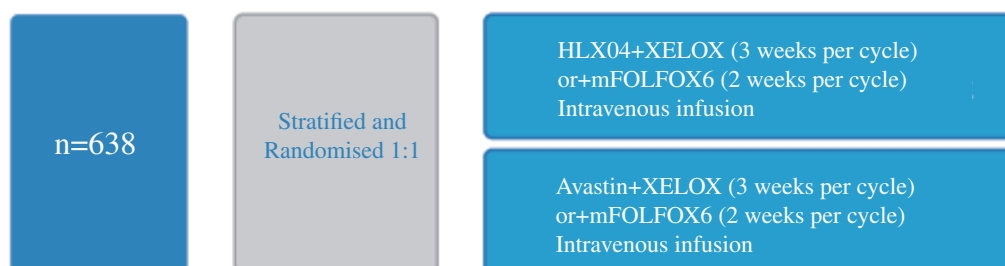 n=638
Stratified and
Randomised 1:1
HLX04+XELOX (3 weeks per cycle)
or+mFOLFOX6 (2 weeks per cycle)
Intravenous infusion
Avastin+XELOX (3 weeks per cycle)
or+mFOLFOX6 (2 weeks per cycle)
Intravenous infusion